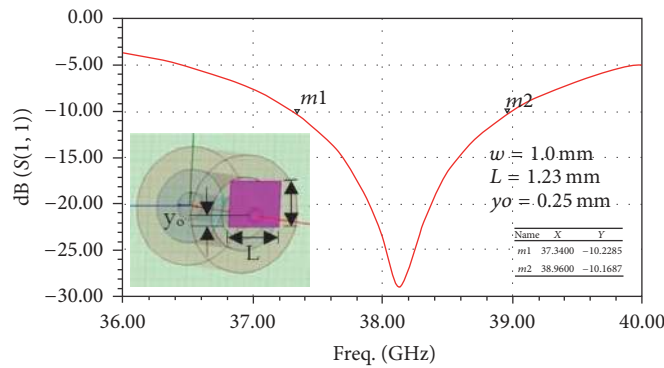 0.00
−5.00
−10.00
−15.00
−20.00
−25.00
−30.00
dB (S(1, 1))
m1
m2
w = 1.0 mm
L = 1.23 mm
yo = 0.25 mm
Name X Y
m1 37.3400 −10.2285
m2 38.9600 −10.1687
yo
L
36.00 37.00 38.00 39.00 40.00
Freq. (GHz)